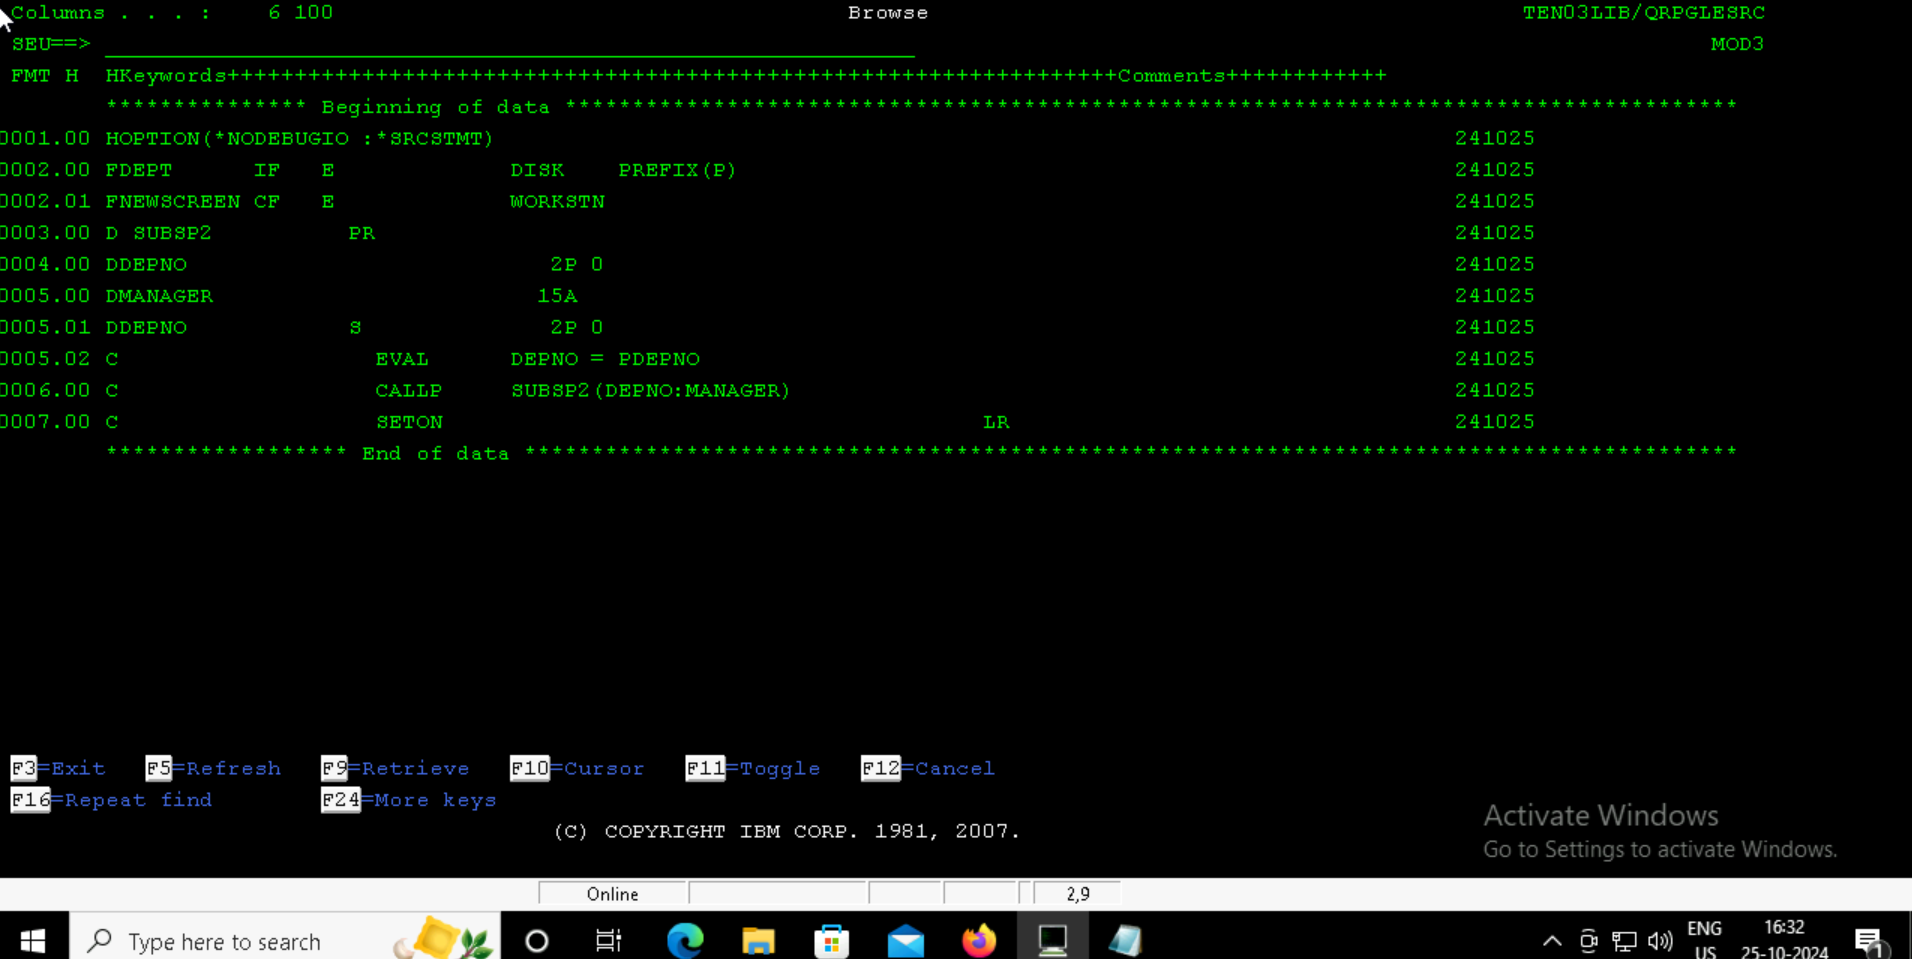 Columns . . . :    6 100                                      Browse                                            TEN03LIB/QRPGLESRC
SEU==>                                                                                                                        MOD3
FMT H  HKeywords++++++++++++++++++++++++++++++++++++++++++++++++++++++++++++++++++Comments++++++++++++
       *************** Beginning of data ***************************************************************************************
0001.00 HOPTION(*NODEBUGIO :*SRCSTMT)                                                                       241025
0002.00 FDEPT      IF   E             DISK    PREFIX(P)                                                     241025
0002.01 FNEWSCREEN CF   E             WORKSTN                                                               241025
0003.00 D SUBSP2          PR                                                                                241025
0004.00 DDEPNO                           2P 0                                                               241025
0005.00 DMANAGER                        15A                                                                 241025
0005.01 DDEPNO            S              2P 0                                                               241025
0005.02 C                   EVAL      DEPNO = PDEPNO                                                        241025
0006.00 C                   CALLP     SUBSP2(DEPNO:MANAGER)                                                 241025
0007.00 C                   SETON                                        LR                                 241025
       ****************** End of data ******************************************************************************************
F3=Exit   F5=Refresh   F9=Retrieve   F10=Cursor   F11=Toggle   F12=Cancel
F16=Repeat find        F24=More keys
(C) COPYRIGHT IBM CORP. 1981, 2007.
Activate Windows
Go to Settings to activate Windows.
Online 2,9
Type here to search
ENG 16:32
US 25-10-2024
1